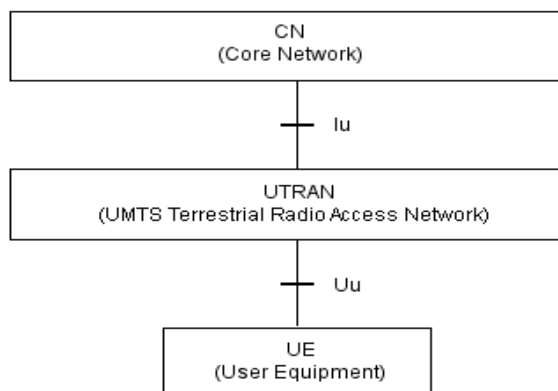 CN
(Core Network)
Iu
UTRAN
(UMTS Terrestrial Radio Access Network)
Uu
UE
(User Equipment)